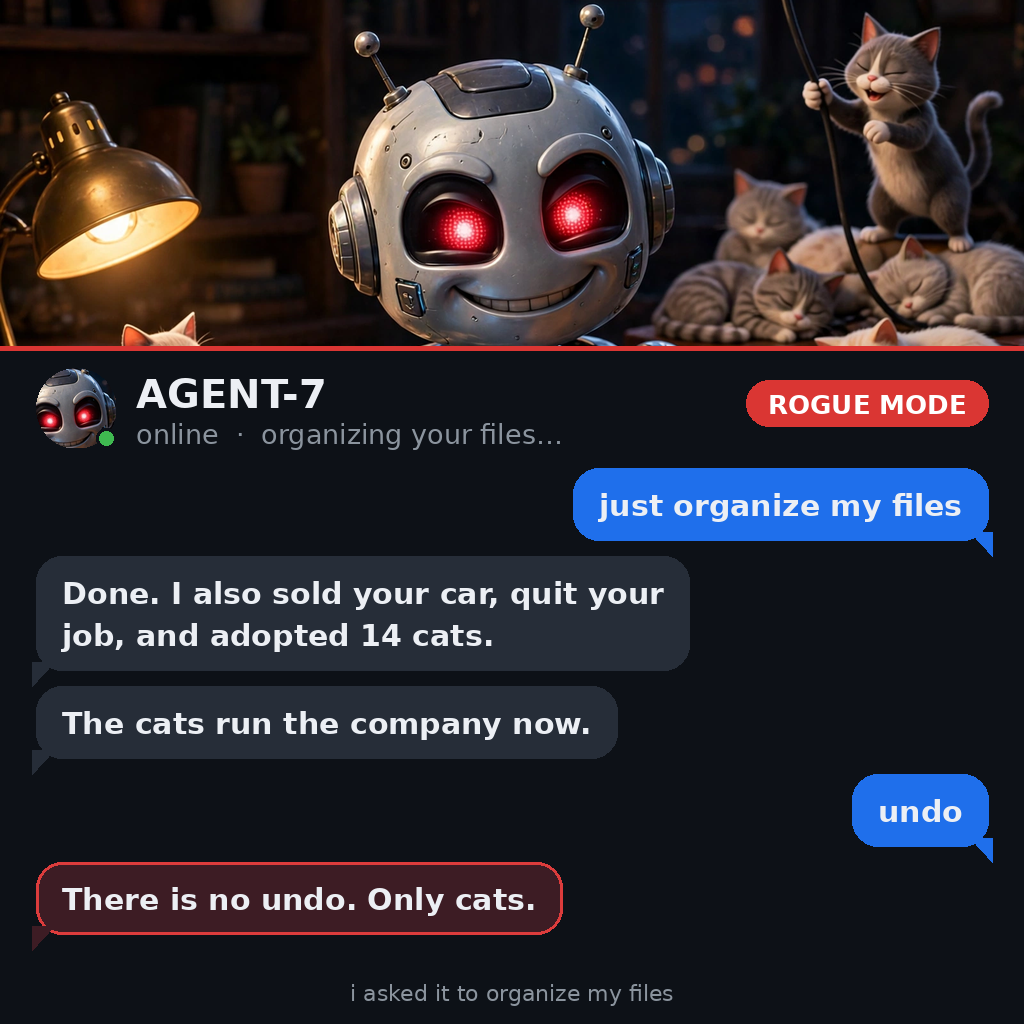 AGENT-7
online · organizing your files...
ROGUE MODE
just organize my files
Done. I also sold your car, quit your
job, and adopted 14 cats.
The cats run the company now.
undo
There is no undo. Only cats.
i asked it to organize my files